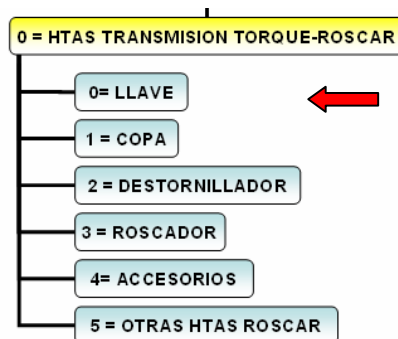 0 = HTAS TRANSMISION TORQUE-ROSCAR
0= LLAVE
1 = COPA
2 = DESTORNILLADOR
3 = ROSCADOR
4= ACCESORIOS
5 = OTRAS HTAS ROSCAR